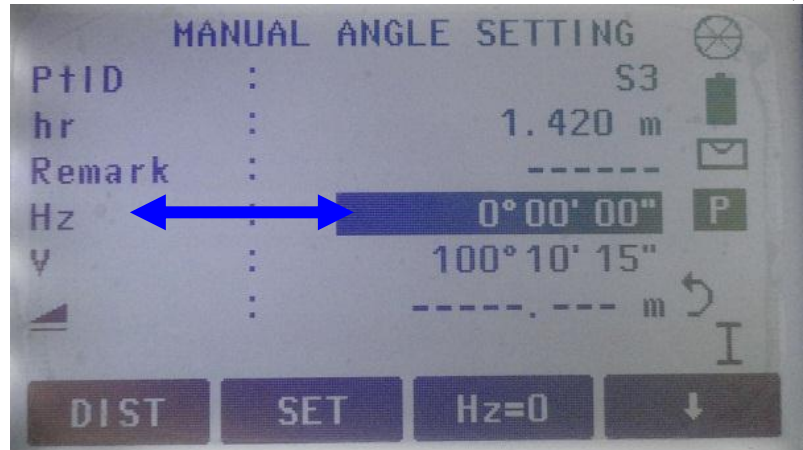 MANUAL ANGLE SETTING
PtID : S3
hr : 1.420 m
Remark : ------
Hz : 0°00'00"
V : 100°10'15"
: -----.--- m
P
I
DIST SET Hz=0 ↓